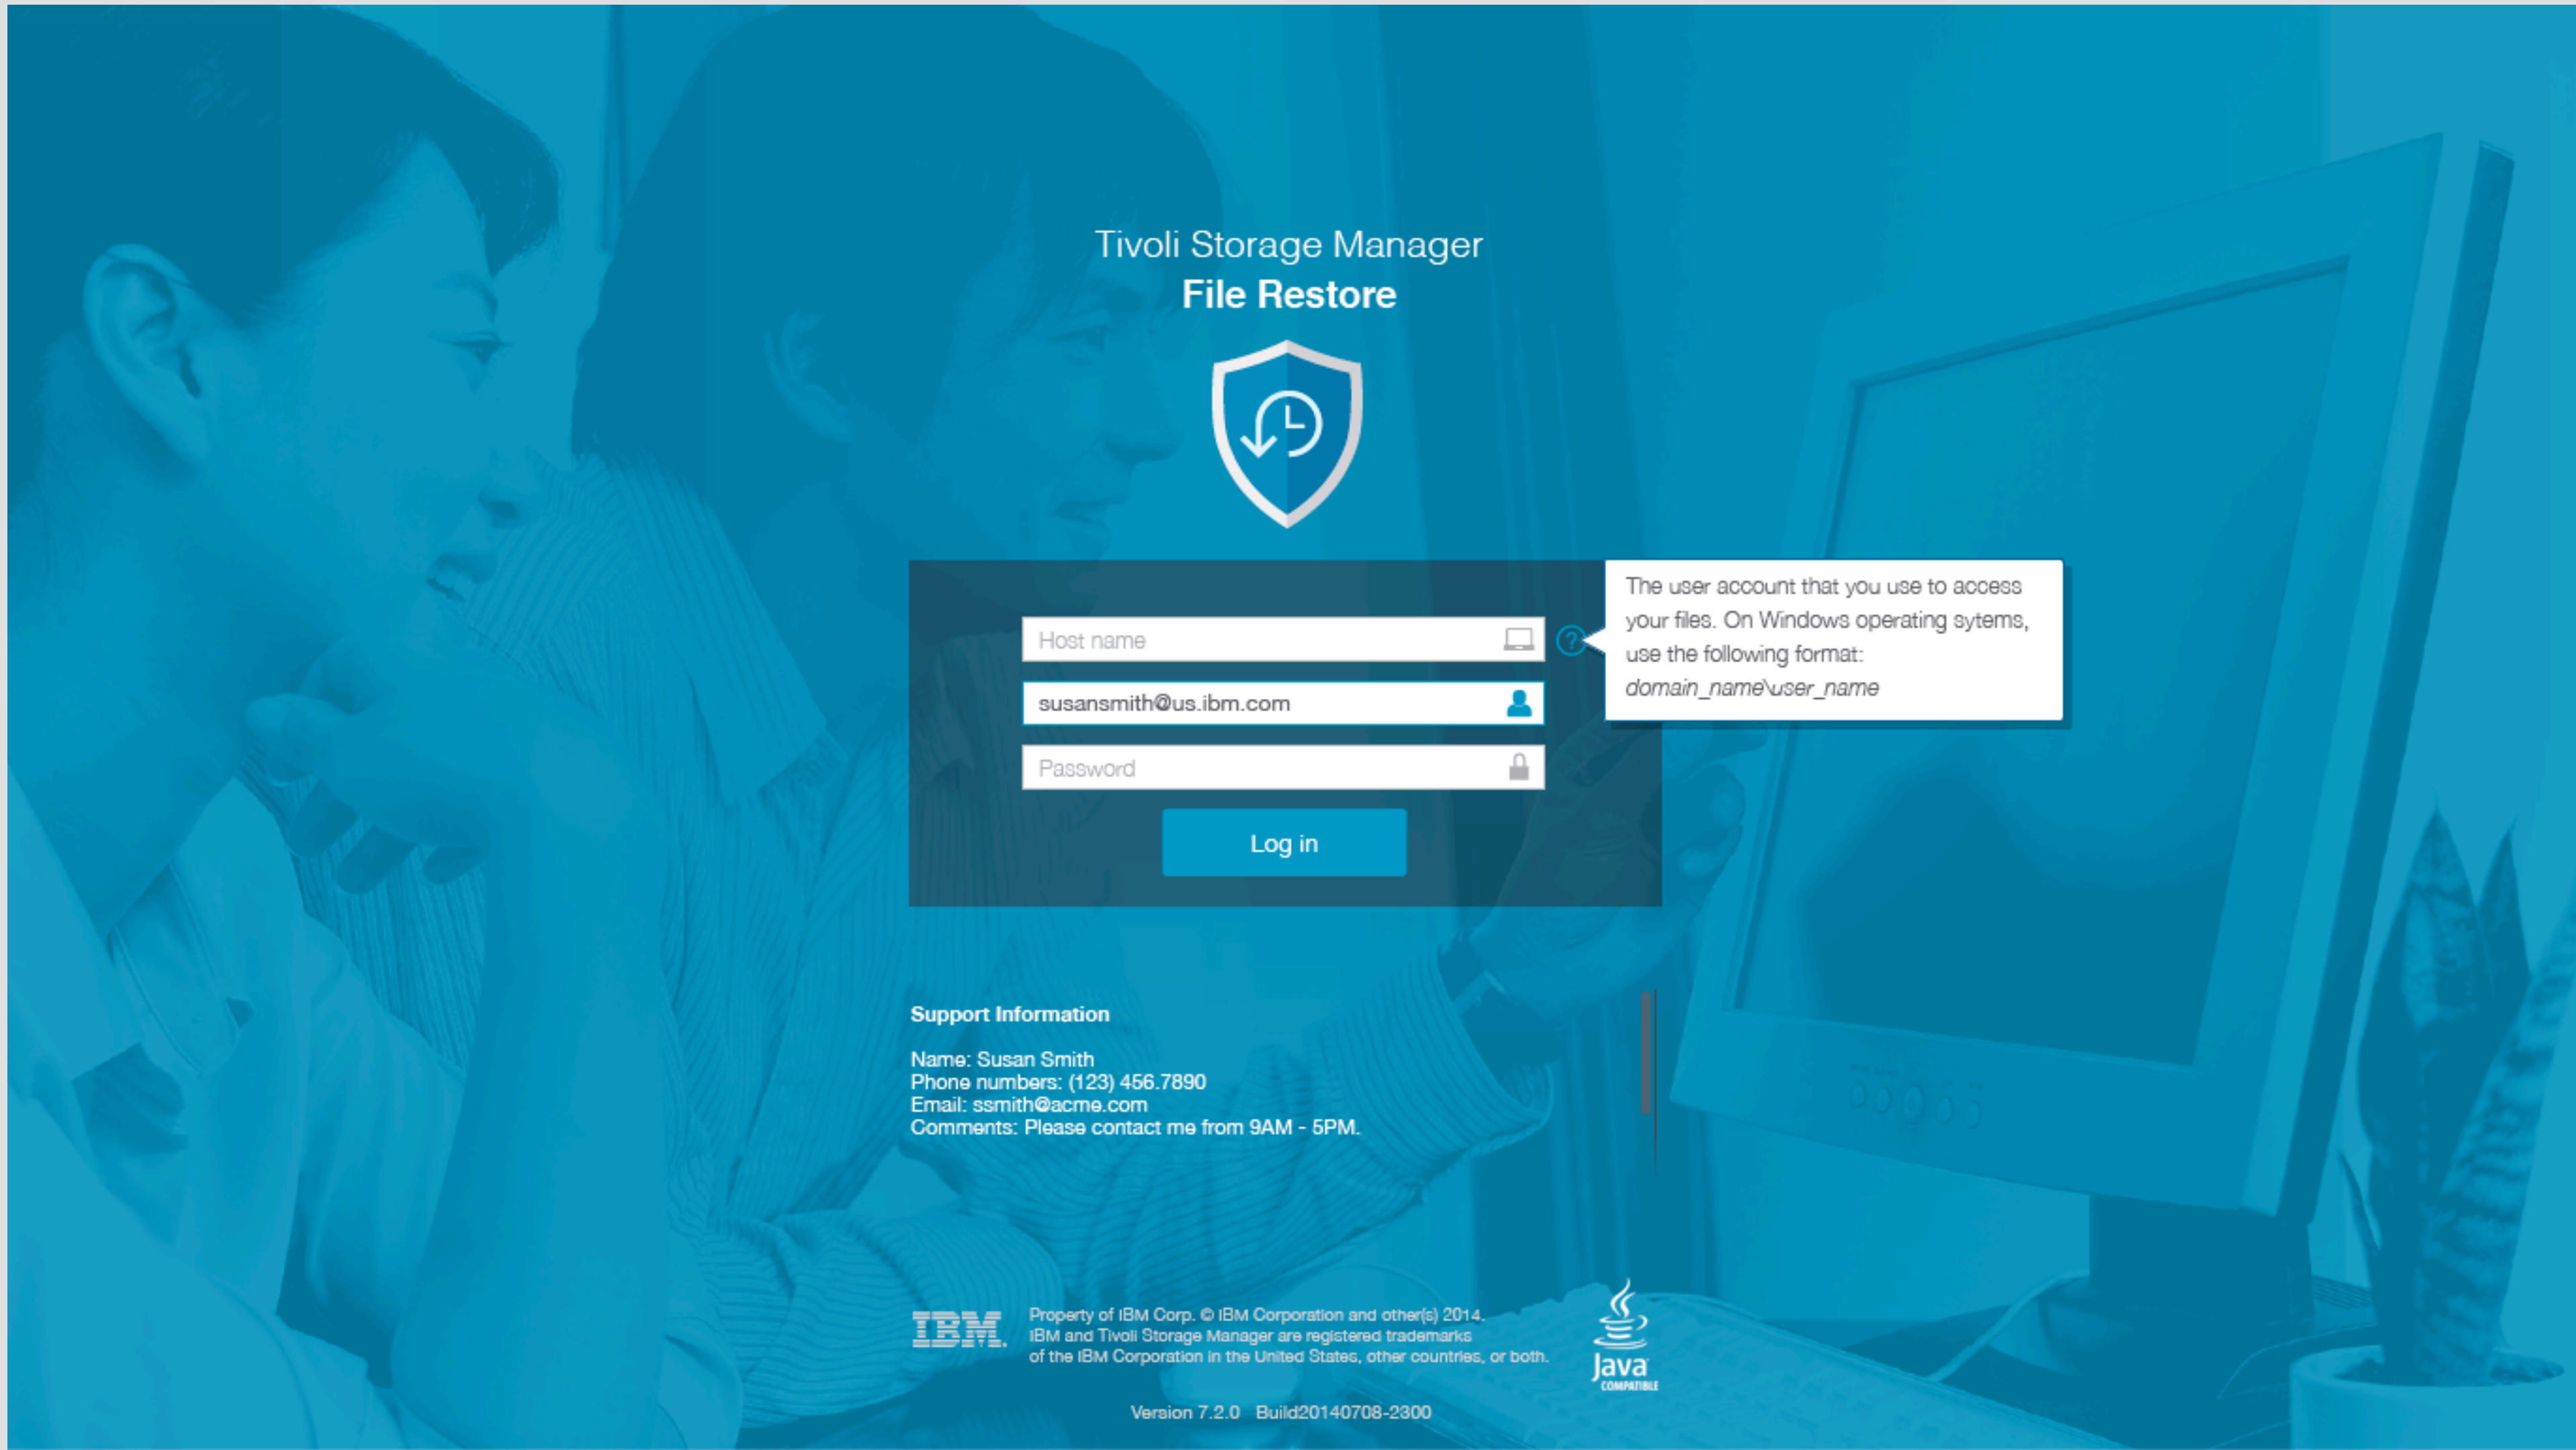 Tivoli Storage Manager
File Restore
Host name
?
The user account that you use to access
your files. On Windows operating sytems,
use the following format:
domain_name\user_name
susansmith@us.ibm.com
Password
Log in
Support Information
Name: Susan Smith
Phone numbers: (123) 456.7890
Email: ssmith@acme.com
Comments: Please contact me from 9AM - 5PM.
IBM.
Property of IBM Corp. © IBM Corporation and other(s) 2014.
IBM and Tivoli Storage Manager are registered trademarks
of the IBM Corporation in the United States, other countries, or both.
Java
COMPATIBLE
Version 7.2.0 Build20140708-2300